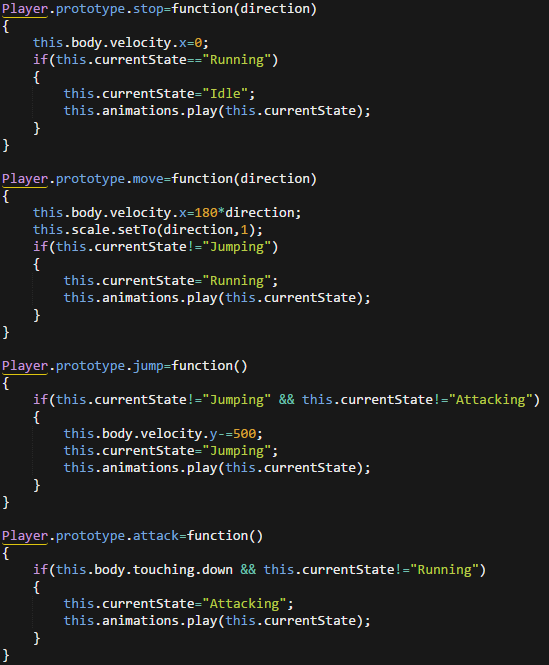 Player.prototype.stop=function(direction)
{
    this.body.velocity.x=0;
    if(this.currentState=="Running")
    {
        this.currentState="Idle";
        this.animations.play(this.currentState);
    }
}

Player.prototype.move=function(direction)
{
    this.body.velocity.x=180*direction;
    this.scale.setTo(direction,1);
    if(this.currentState!="Jumping")
    {
        this.currentState="Running";
        this.animations.play(this.currentState);
    }
}

Player.prototype.jump=function()
{
    if(this.currentState!="Jumping" && this.currentState!="Attacking")
    {
        this.body.velocity.y-=500;
        this.currentState="Jumping";
        this.animations.play(this.currentState);
    }
}

Player.prototype.attack=function()
{
    if(this.body.touching.down && this.currentState!="Running")
    {
        this.currentState="Attacking";
        this.animations.play(this.currentState);
    }
}